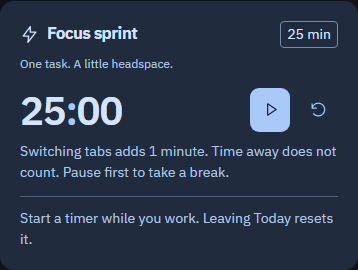 Focus sprint
25 min
One task. A little headspace.
25:00
Switching tabs adds 1 minute. Time away does not
count. Pause first to take a break.
Start a timer while you work. Leaving Today resets
it.